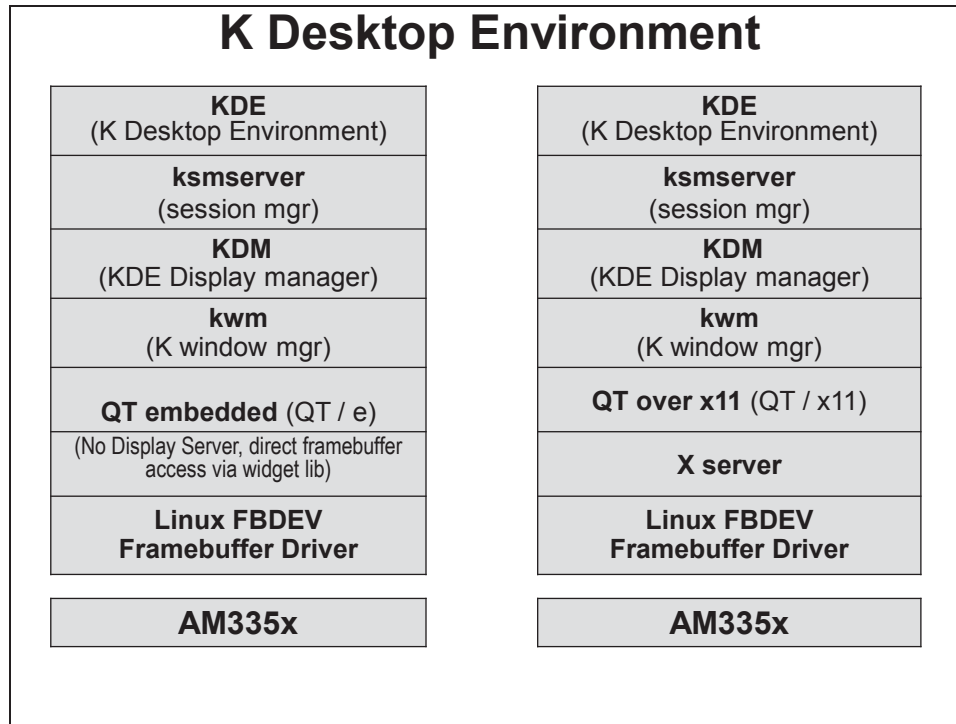 K Desktop Environment
KDE
(K Desktop Environment)
ksmserver
(session mgr)
KDM
(KDE Display manager)
kwm
(K window mgr)
QT embedded (QT / e)
(No Display Server, direct framebuffer
access via widget lib)
Linux FBDEV
Framebuffer Driver
AM335x
KDE
(K Desktop Environment)
ksmserver
(session mgr)
KDM
(KDE Display manager)
kwm
(K window mgr)
QT over x11 (QT / x11)
X server
Linux FBDEV
Framebuffer Driver
AM335x